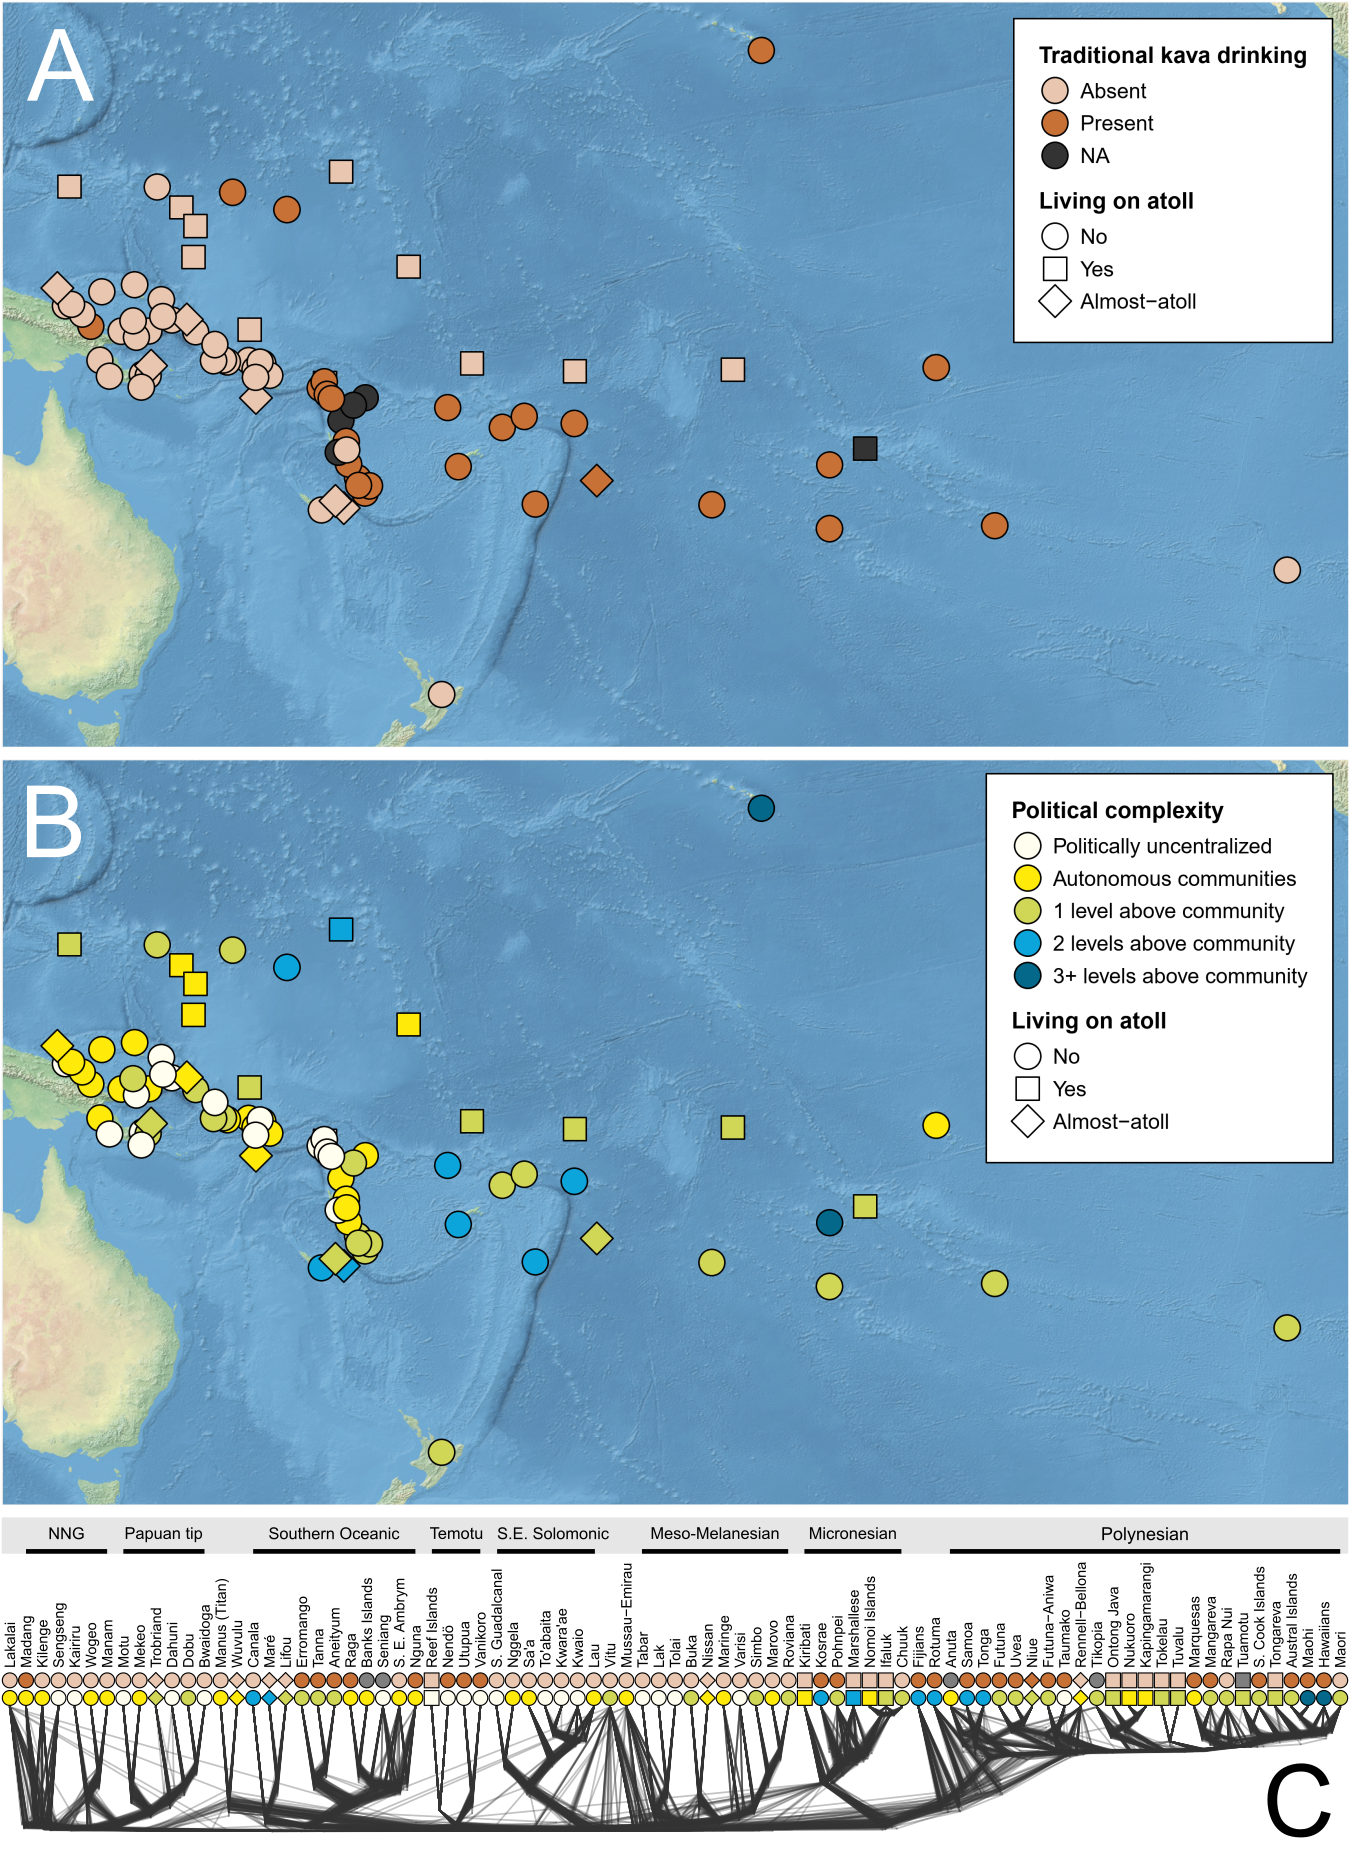 A
Traditional kava drinking
Absent
Present
NA
Living on atoll
No
Yes
Almost−atoll
B
Political complexity
Politically uncentralized
Autonomous communities
1 level above community
2 levels above community
3+ levels above community
Living on atoll
No
Yes
Almost−atoll
NNG
Papuan tip
Southern Oceanic
Temotu
S.E. Solomonic
Meso-Melanesian
Micronesian
Polynesian
Lakalai
Madang
Kilenge
Sengseng
Kairiru
Wogeo
Manam
Motu
Mekeo
Trobriand
Dahuni
Dobu
Bwaidoga
Manus (Titan)
Wuvulu
Canala
Maré
Lifou
Erromango
Tanna
Aneityum
Raga
Banks Islands
Seniang
S. E. Ambrym
Nguna
Reef Islands
Nendö
Utupua
Vanikoro
S. Guadalcanal
Nggela
Sa'a
To'abaita
Kwara'ae
Kwaio
Lau
Vitu
Mussau−Emirau
Tabar
Lak
Tolai
Buka
Nissan
Maringe
Varisi
Simbo
Marovo
Roviana
Kiribati
Kosrae
Pohnpei
Marshallese
Nomoi Islands
Ifaluk
Chuuk
Fijians
Rotuma
Anuta
Samoa
Tonga
Futuna
Uvea
Niue
Futuna−Aniwa
Taumako
Rennell−Bellona
Tikopia
Ontong Java
Nukuoro
Kapingamarangi
Tokelau
Tuvalu
Marquesas
Mangareva
Rapa Nui
Tuamotu
S. Cook Islands
Tongareva
Austral Islands
Maohi
Hawaiians
Maori
C